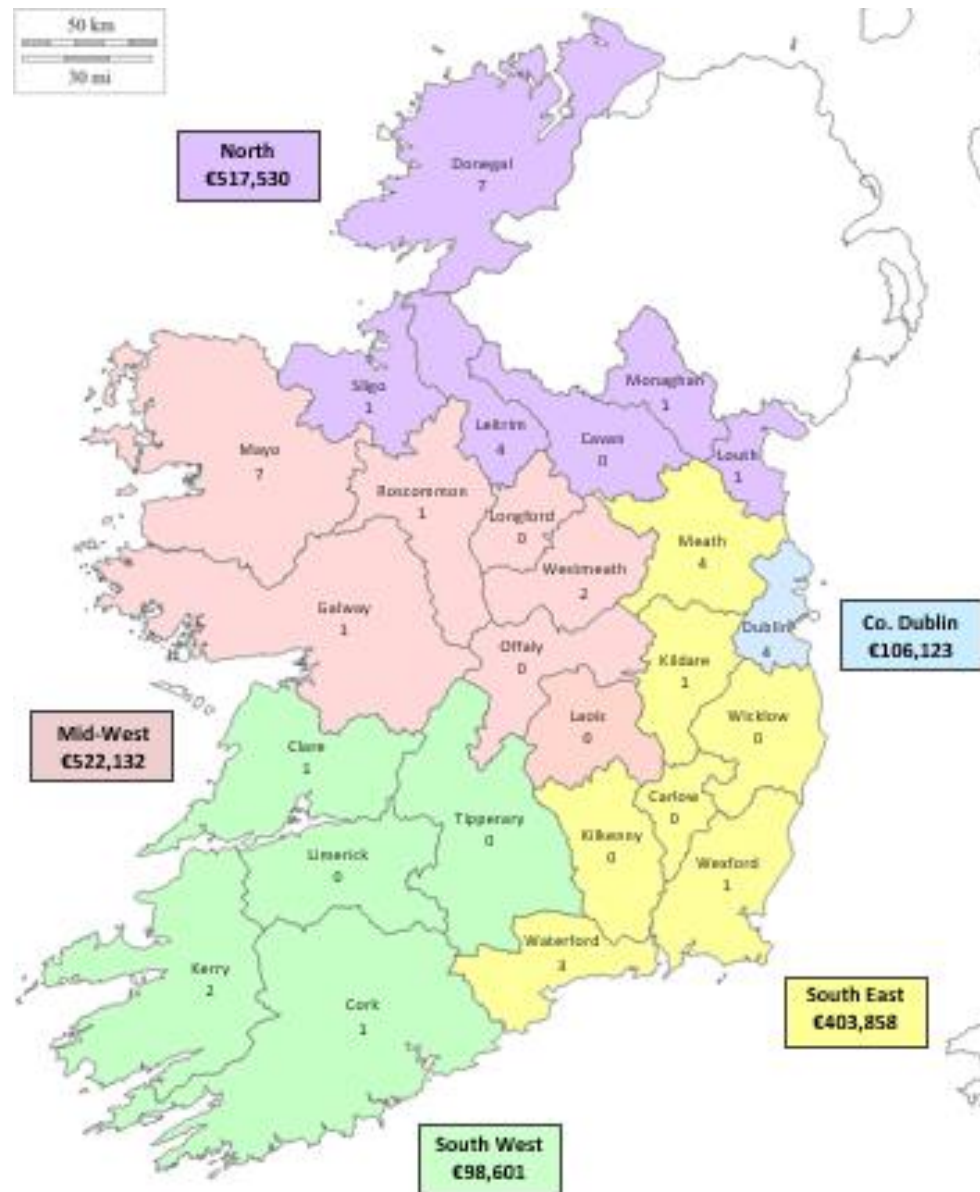 50 km
30 mi
North
€517,530
Donegal
7
Monaghan
1
Sligo
1
Leitrim
4
Cavan
0
Louth
1
Mayo
7
Roscommon
1
Longford
0
Meath
4
Westmeath
2
Galway
1
Dublin
4
Co. Dublin
€106,123
Offaly
0
Kildare
1
Laois
0
Wicklow
0
Mid-West
€522,132
Clare
1
Carlow
0
Tipperary
0
Kilkenny
0
Limerick
0
Wexford
1
Waterford
3
Kerry
2
Cork
1
South East
€403,858
South West
€98,601